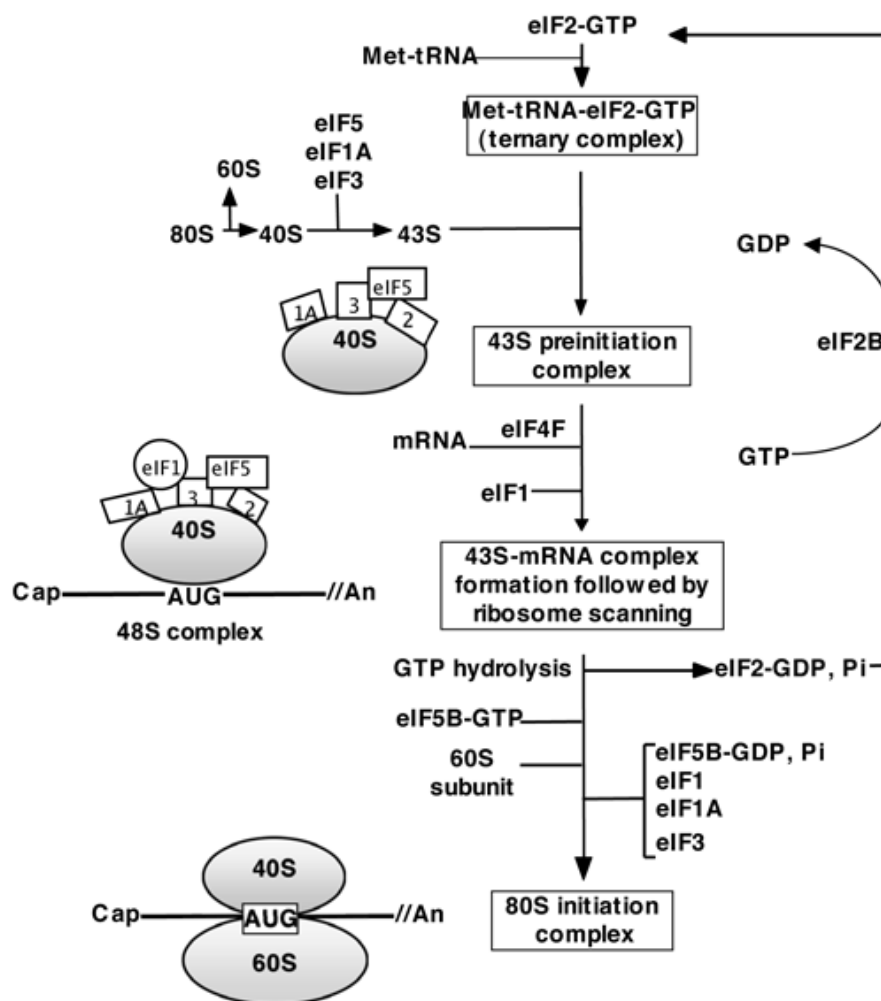 eIF2-GTP
Met-tRNA
Met-tRNA-eIF2-GTP
(ternary complex)
eIF5
eIF1A
eIF3
60S
80S
40S
43S
GDP
eIF2B
GTP
1A
3
eIF5
2
40S
43S preinitiation
complex
mRNA
eIF4F
eIF1
eIF1
eIF5
1A
3
2
40S
Cap
AUG
//An
48S complex
43S-mRNA complex
formation followed by
ribosome scanning
GTP hydrolysis
eIF2-GDP, Pi
eIF5B-GTP
60S
subunit
eIF5B-GDP, Pi
eIF1
eIF1A
eIF3
40S
Cap
AUG
//An
60S
80S initiation
complex